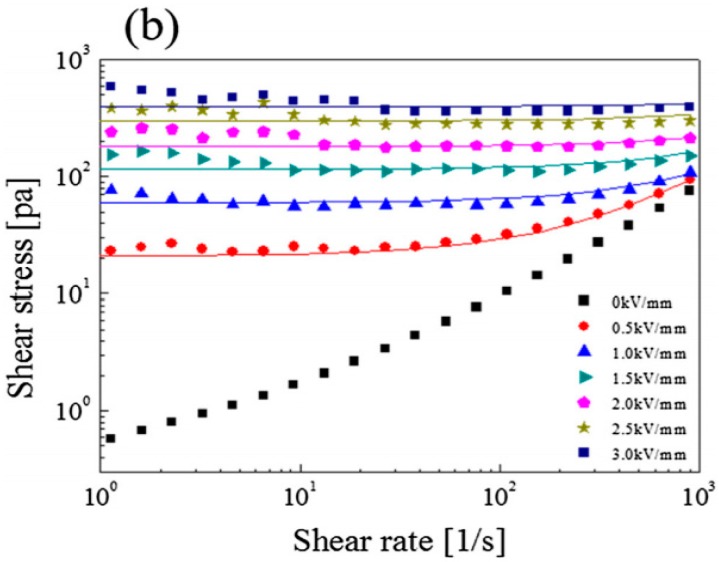 (b)
10³
10²
10¹
10⁰
Shear stress [pa]
0kV/mm
0.5kV/mm
1.0kV/mm
1.5kV/mm
2.0kV/mm
2.5kV/mm
3.0kV/mm
10⁰ 10¹ 10² 10³
Shear rate [1/s]